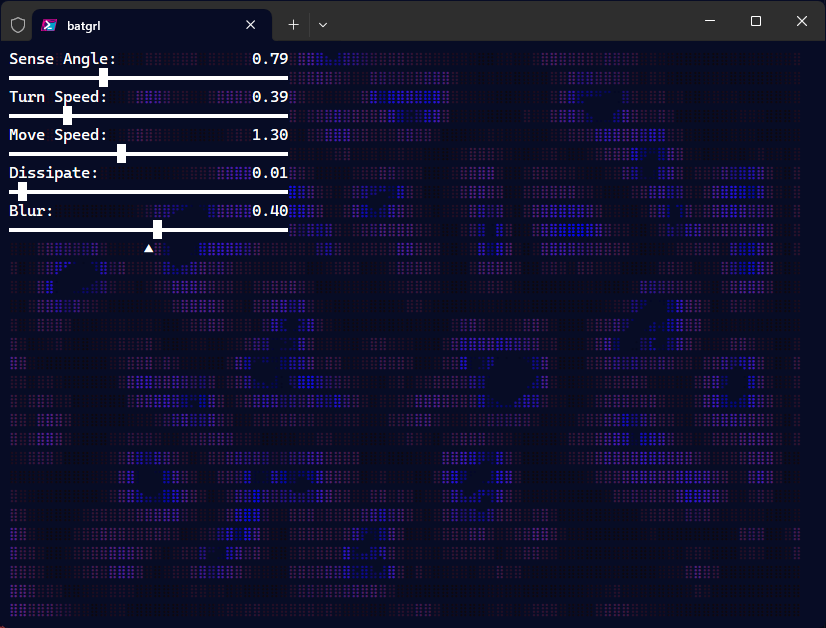 batgrl
Sense Angle: 0.79
Turn Speed: 0.39
Move Speed: 1.30
Dissipate: 0.01
Blur: 0.40